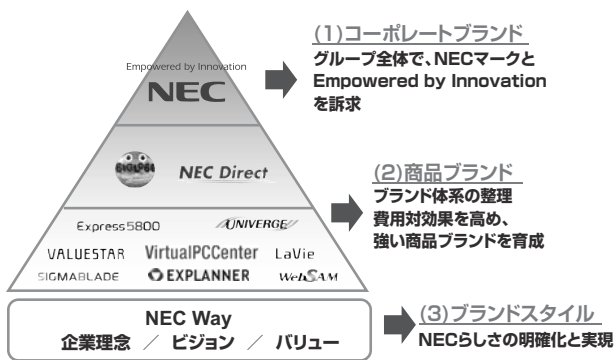 Empowered by Innovation
NEC
(1)コーポレートブランド
グループ全体で、NECマークと
Empowered by Innovation
を訴求
BIGLOBE
NEC Direct
(2)商品ブランド
ブランド体系の整理
費用対効果を高め、
強い商品ブランドを育成
Express5800 UNIVERGE
VALUESTAR VirtualPCCenter LaVie
SIGMABLADE EXPLANNER WebSAM
NEC Way
企業理念 / ビジョン / バリュー
(3)ブランドスタイル
NECらしさの明確化と実現